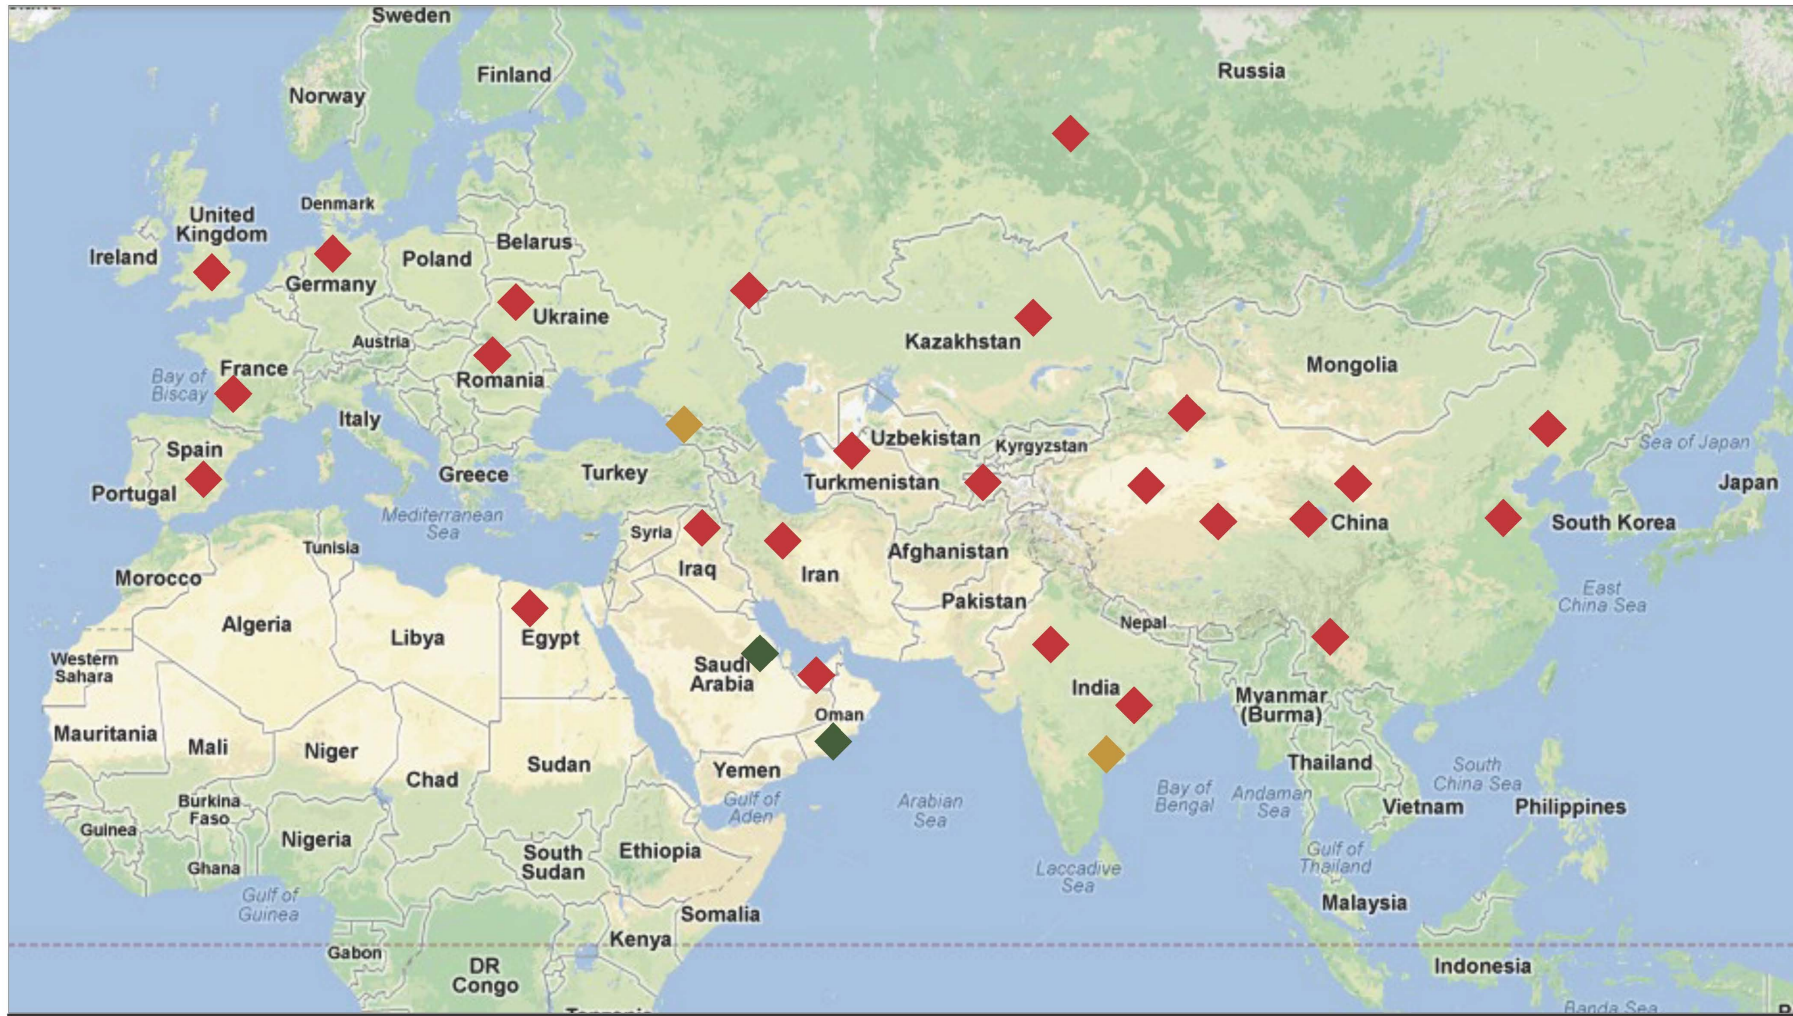 Sweden
Finland
Norway
Russia
Denmark
United
Kingdom
Ireland
Belarus
Poland
Germany
Ukraine
Austria
Kazakhstan
Mongolia
France
Bay of
Biscay
Romania
Italy
Uzbekistan
Kyrgyzstan
Sea of Japan
Spain
Greece
Turkey
Turkmenistan
Japan
Portugal
Mediterranean
Sea
Syria
China
South Korea
Tunisia
Afghanistan
Morocco
Iraq
Iran
Pakistan
East
China Sea
Algeria
Libya
Egypt
Nepal
Western
Sahara
Saudi
Arabia
India
Myanmar
(Burma)
Oman
Mauritania
Mali
Niger
Chad
Sudan
Yemen
Thailand
South
China Sea
Burkina
Faso
Gulf of
Aden
Arabian
Sea
Bay of
Bengal
Andaman
Sea
Vietnam
Philippines
Guinea
Nigeria
Ghana
South
Sudan
Ethiopia
Laccadive
Sea
Gulf of
Thailand
Gulf of
Guinea
Somalia
Malaysia
Kenya
Gabon
DR
Congo
Indonesia
Banda Sea